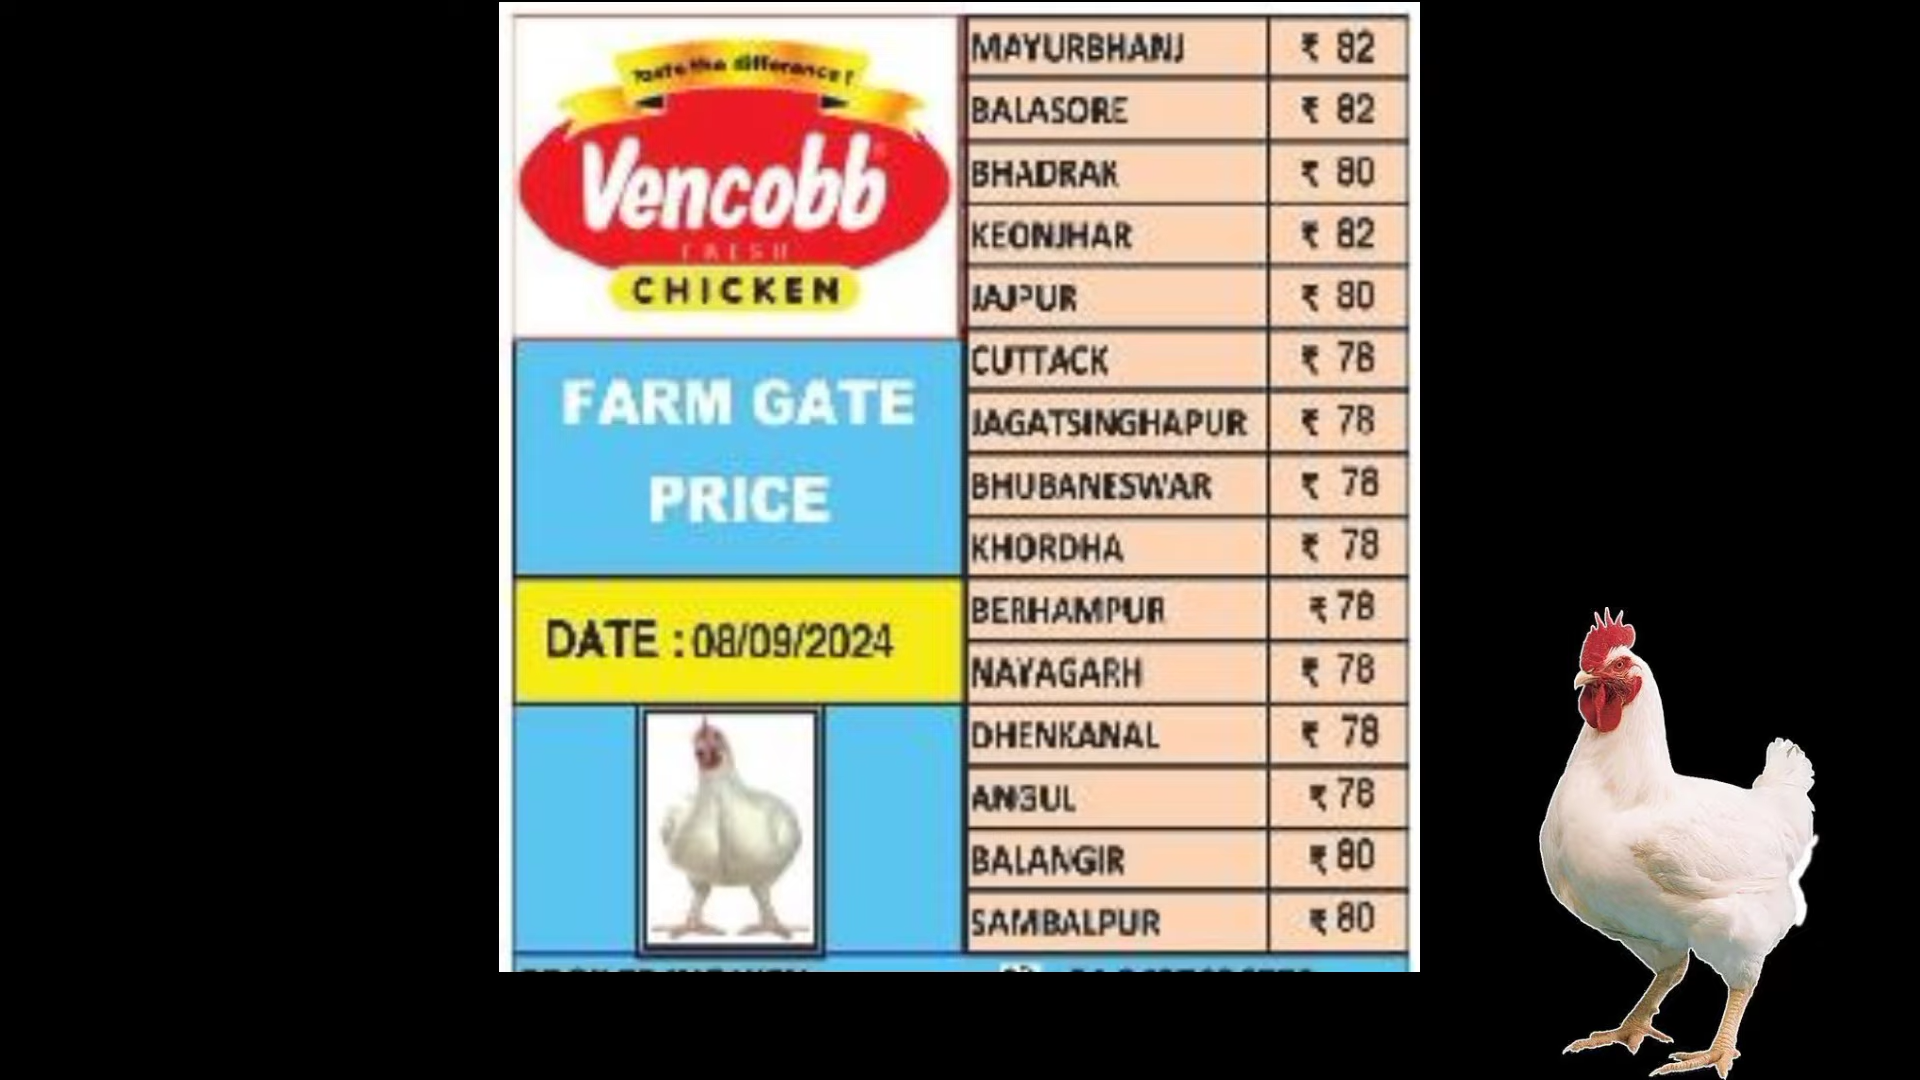 Taste the difference!
Vencobb
FRESH
CHICKEN
FARM GATE
PRICE
DATE : 08/09/2024
MAYURBHANJ ₹ 82
BALASORE ₹ 82
BHADRAK ₹ 80
KEONJHAR ₹ 82
JAJPUR ₹ 80
CUTTACK ₹ 78
JAGATSINGHAPUR ₹ 78
BHUBANESWAR ₹ 78
KHORDHA ₹ 78
BERHAMPUR ₹ 78
NAYAGARH ₹ 78
DHENKANAL ₹ 78
ANGUL ₹ 78
BALANGIR ₹ 80
SAMBALPUR ₹ 80